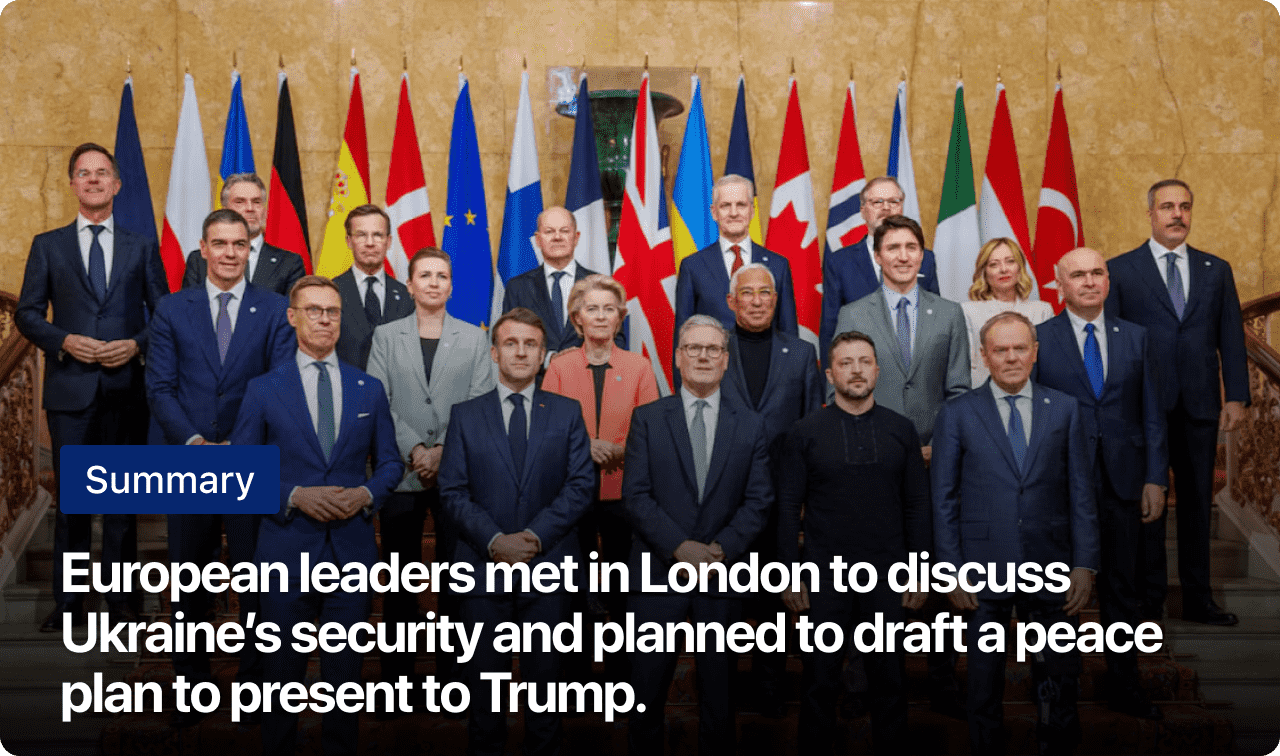 Summary
European leaders met in London to discuss
Ukraine’s security and planned to draft a peace
plan to present to Trump.